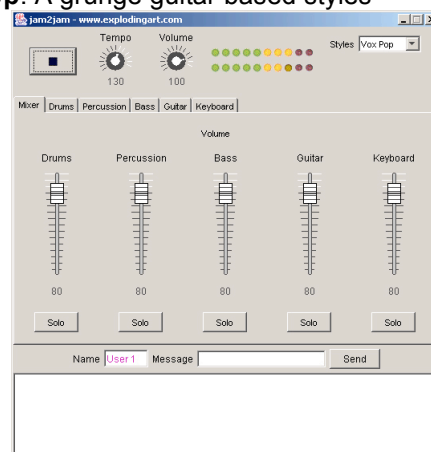 p: A grunge guitar based styles
jam2jam - www.explodingart.com
Tempo Volume
Styles Vox Pop
130 100
Mixer Drums Percussion Bass Guitar Keyboard
Volume
Drums Percussion Bass Guitar Keyboard
80 80 80 80 80
Solo Solo Solo Solo Solo
Name User 1 Message Send